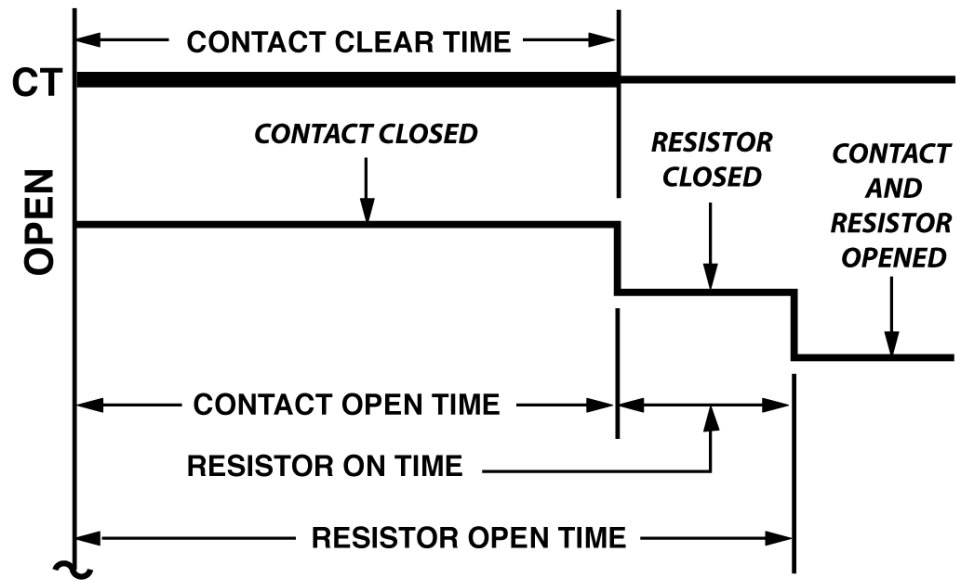 CONTACT CLEAR TIME
CT
CONTACT CLOSED
RESISTOR
CLOSED
CONTACT
AND
RESISTOR
OPENED
OPEN
CONTACT OPEN TIME
RESISTOR ON TIME
RESISTOR OPEN TIME